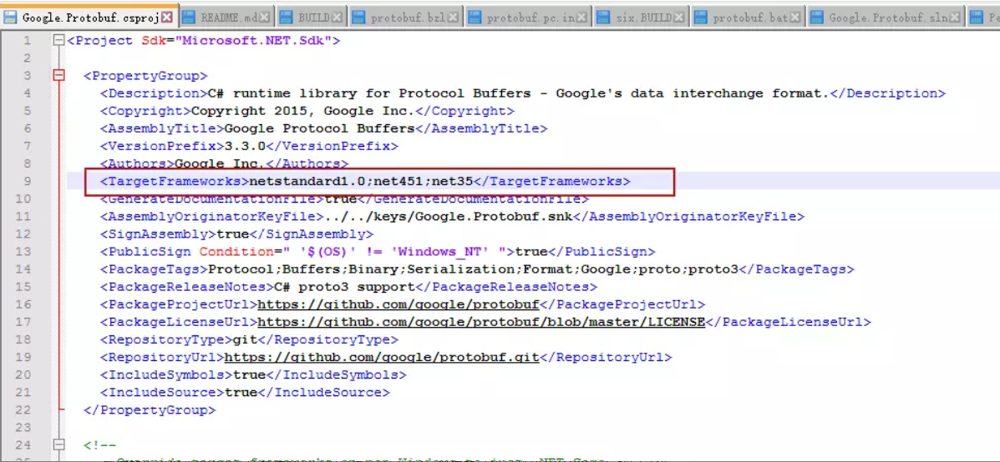 Google.Protobuf.csproj README.md BUILD protobuf.bzl protobuf.pc.in six.BUILD protobuf.bat Google.Protobuf.sln Pe
1 <Project Sdk="Microsoft.NET.Sdk">
2
3 <PropertyGroup>
4 <Description>C# runtime library for Protocol Buffers - Google's data interchange format.</Description>
5 <Copyright>Copyright 2015, Google Inc.</Copyright>
6 <AssemblyTitle>Google Protocol Buffers</AssemblyTitle>
7 <VersionPrefix>3.3.0</VersionPrefix>
8 <Authors>Google Inc.</Authors>
9 <TargetFrameworks>netstandard1.0;net451;net35</TargetFrameworks>
10 <GenerateDocumentationFile>true</GenerateDocumentationFile>
11 <AssemblyOriginatorKeyFile>../../keys/Google.Protobuf.snk</AssemblyOriginatorKeyFile>
12 <SignAssembly>true</SignAssembly>
13 <PublicSign Condition=" '$(OS)' != 'Windows_NT' ">true</PublicSign>
14 <PackageTags>Protocol;Buffers;Binary;Serialization;Format;Google;proto;proto3</PackageTags>
15 <PackageReleaseNotes>C# proto3 support</PackageReleaseNotes>
16 <PackageProjectUrl>https://github.com/google/protobuf</PackageProjectUrl>
17 <PackageLicenseUrl>https://github.com/google/protobuf/blob/master/LICENSE</PackageLicenseUrl>
18 <RepositoryType>git</RepositoryType>
19 <RepositoryUrl>https://github.com/google/protobuf.git</RepositoryUrl>
20 <IncludeSymbols>true</IncludeSymbols>
21 <IncludeSource>true</IncludeSource>
22 </PropertyGroup>
23
24 <!--